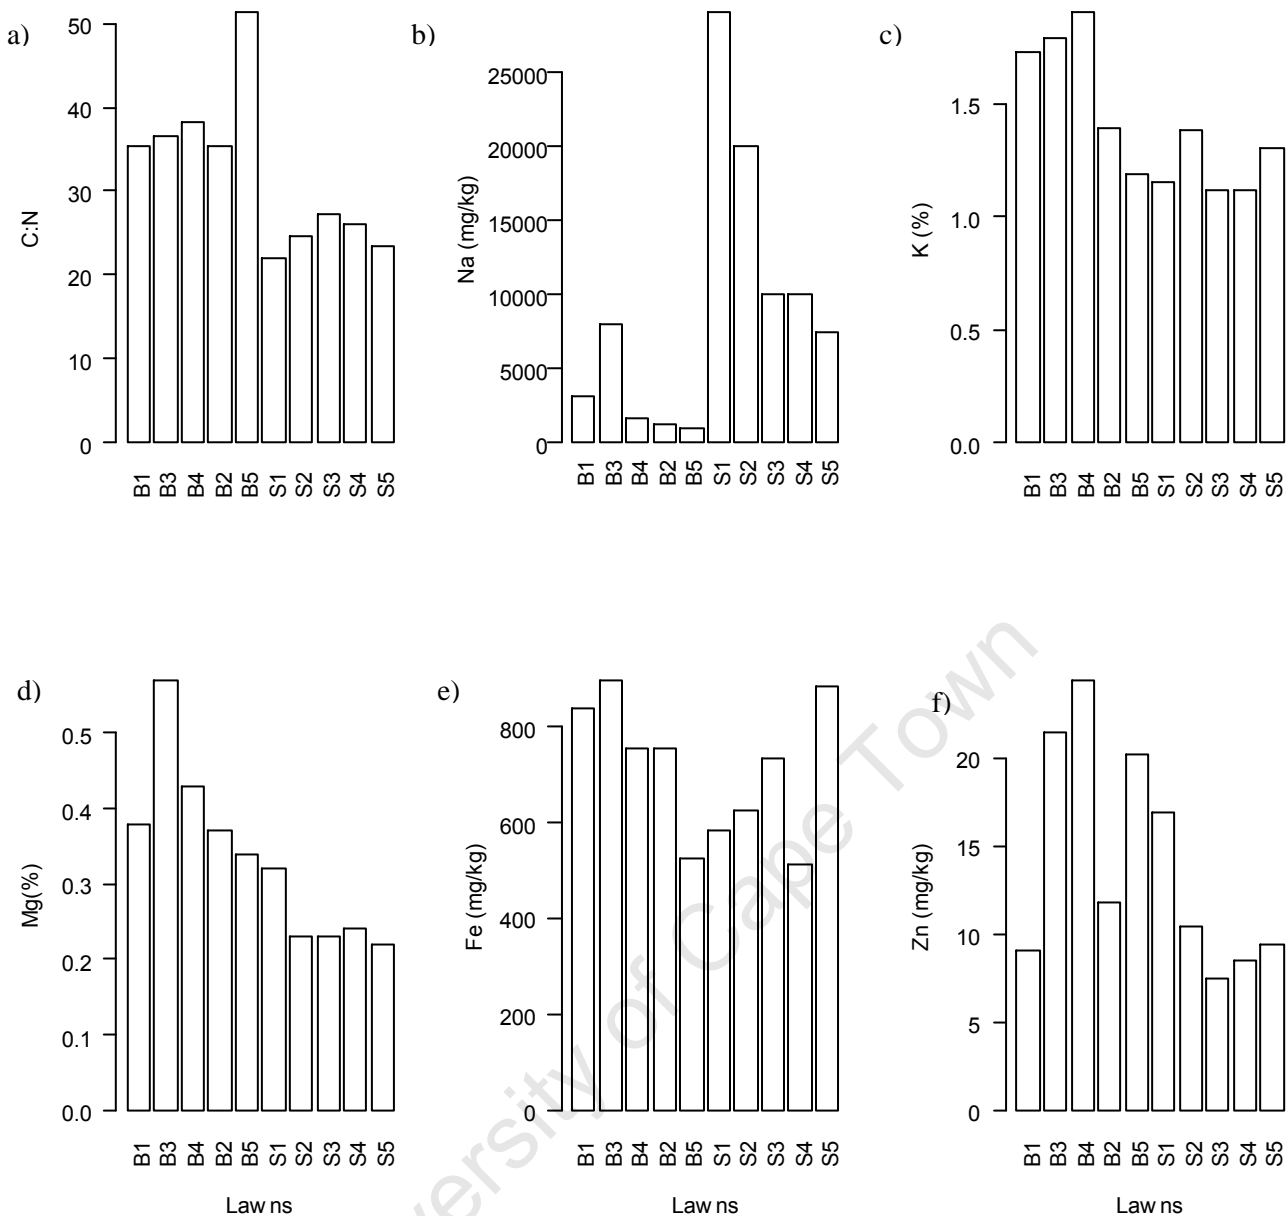 a)
C:N
50
40
30
20
10
0
B1 B3 B4 B2 B5 S1 S2 S3 S4 S5
b)
Na (mg/kg)
25000
20000
15000
10000
5000
0
B1 B3 B4 B2 B5 S1 S2 S3 S4 S5
c)
K (%)
1.5
1.0
0.5
0.0
B1 B3 B4 B2 B5 S1 S2 S3 S4 S5
d)
Mg(%)
0.5
0.4
0.3
0.2
0.1
0.0
B1 B3 B4 B2 B5 S1 S2 S3 S4 S5
Law ns
e)
Fe (mg/kg)
800
600
400
200
0
B1 B3 B4 B2 B5 S1 S2 S3 S4 S5
Law ns
f)
Zn (mg/kg)
20
15
10
5
0
B1 B3 B4 B2 B5 S1 S2 S3 S4 S5
Law ns
versity of Cape Town